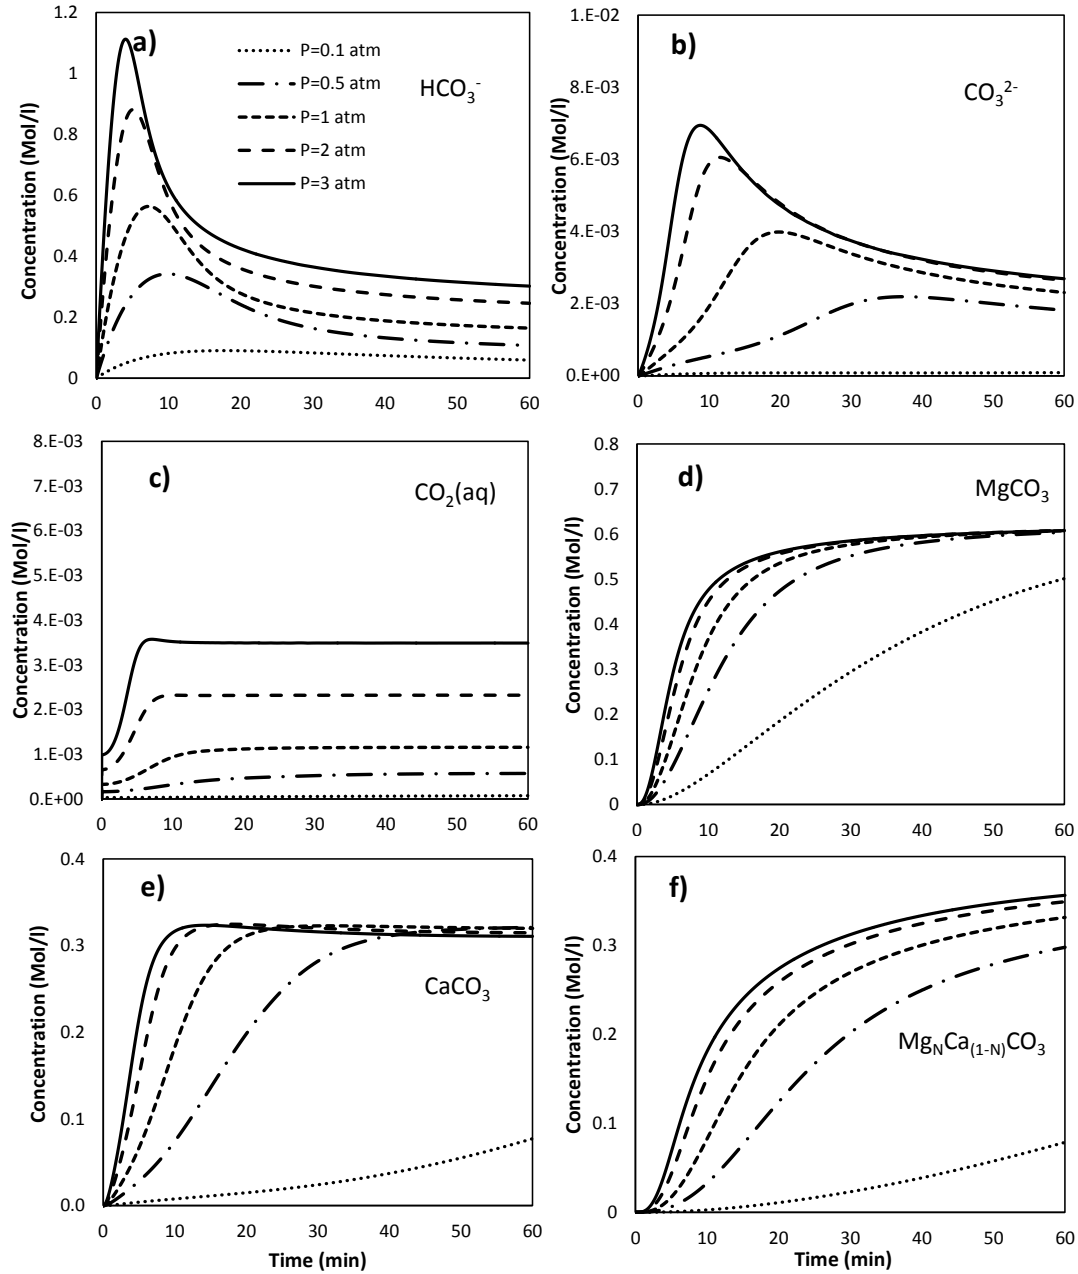 a)
P=0.1 atm
P=0.5 atm
P=1 atm
P=2 atm
P=3 atm
HCO₃⁻
Concentration (Mol/l)
1.2
1
0.8
0.6
0.4
0.2
0
0 10 20 30 40 50 60
b)
CO₃²⁻
Concentration (Mol/l)
1.E-02
8.E-03
6.E-03
4.E-03
2.E-03
0.E+00
0 10 20 30 40 50 60
c)
CO₂(aq)
Concentration (Mol/l)
8.E-03
7.E-03
6.E-03
5.E-03
4.E-03
3.E-03
2.E-03
1.E-03
0.E+00
0 10 20 30 40 50 60
d)
MgCO₃
Concentration (Mol/l)
0.8
0.7
0.6
0.5
0.4
0.3
0.2
0.1
0
0 10 20 30 40 50 60
e)
CaCO₃
Concentration (Mol/l)
0.4
0.3
0.2
0.1
0.0
0 10 20 30 40 50 60
Time (min)
f)
Mg_NCa_(1-N)CO₃
Concentration (Mol/l)
0.4
0.3
0.2
0.1
0
0 10 20 30 40 50 60
Time (min)